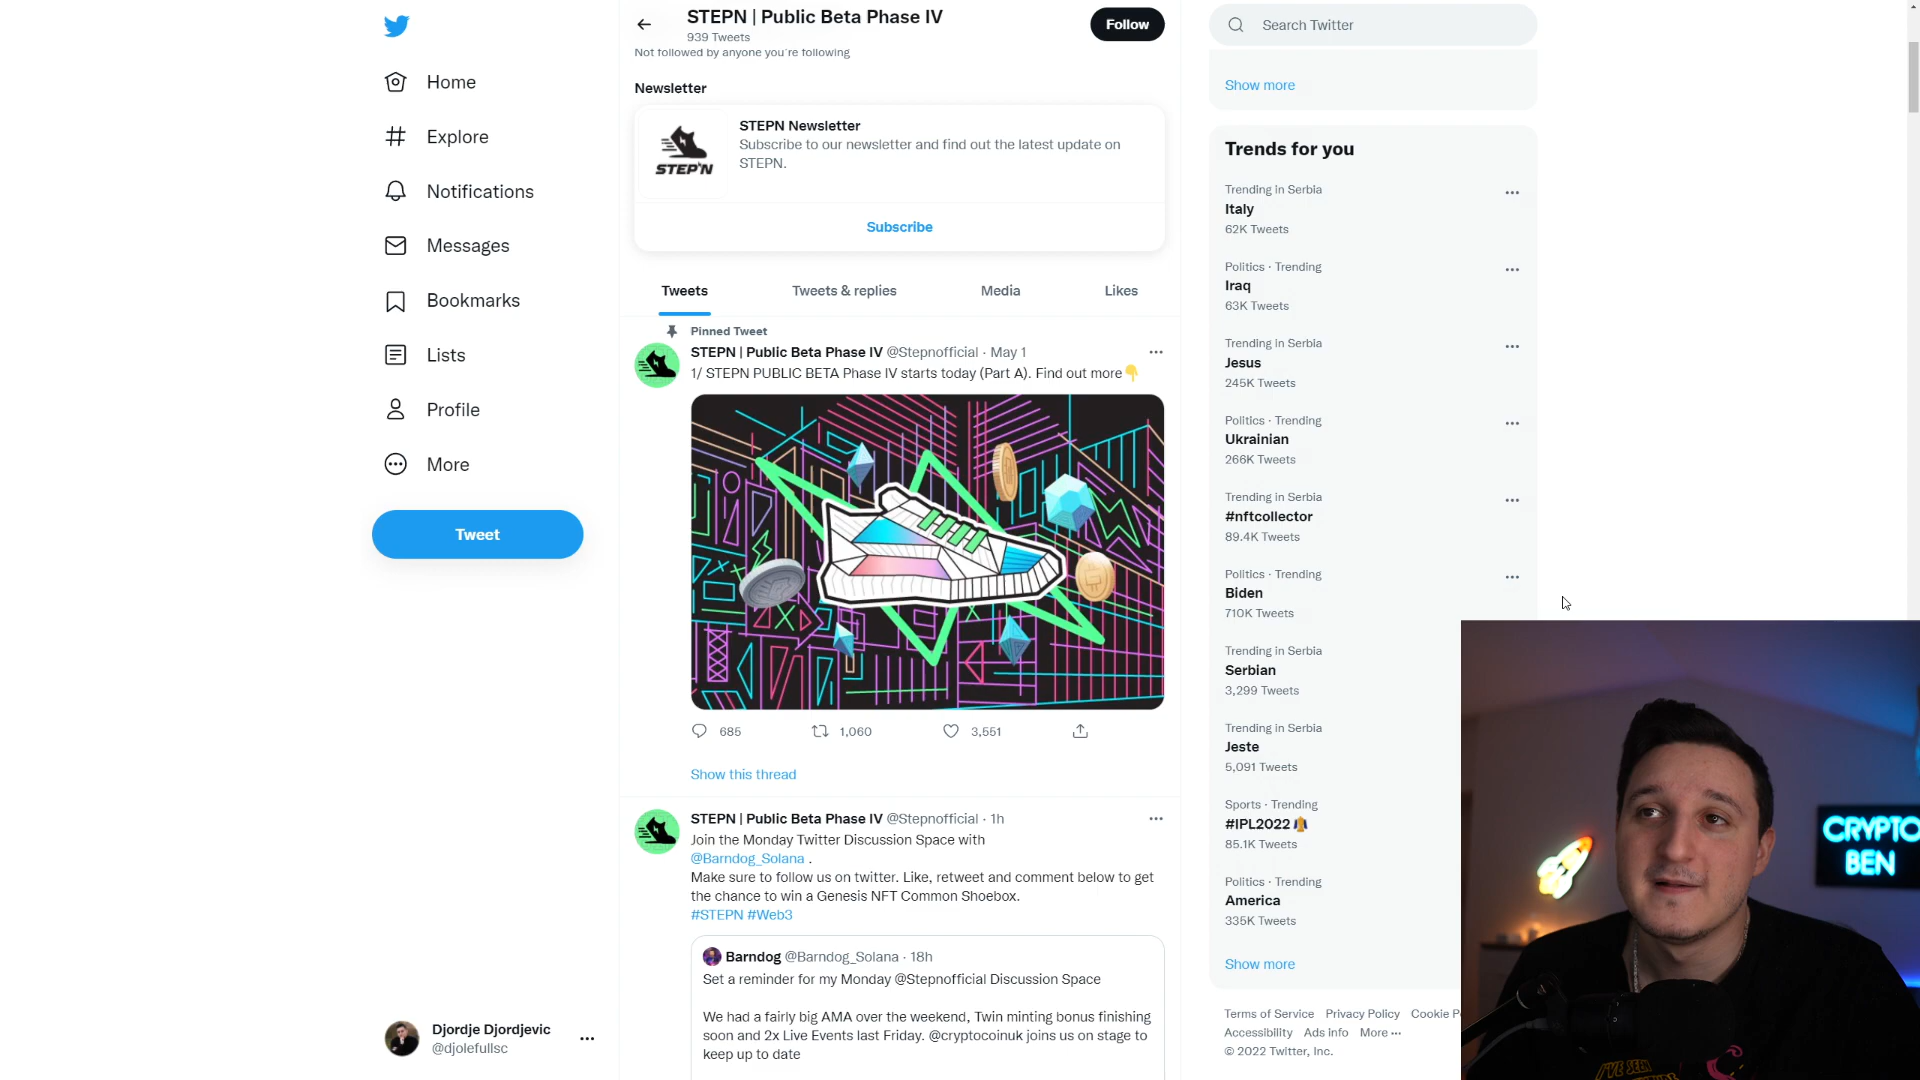 STEPN | Public Beta Phase IV
939 Tweets
Follow
Not followed by anyone you're following
Newsletter
STEP'N
STEPN Newsletter
Subscribe to our newsletter and find out the latest update on
STEPN.
Subscribe
Tweets
Tweets & replies
Media
Likes
Pinned Tweet
STEPN | Public Beta Phase IV @Stepnofficial · May 1
1/ STEPN PUBLIC BETA Phase IV starts today (Part A). Find out more👇
685
1,060
3,551
Show this thread
STEPN | Public Beta Phase IV @Stepnofficial · 1h
Join the Monday Twitter Discussion Space with
@Barndog_Solana .
Make sure to follow us on twitter. Like, retweet and comment below to get
the chance to win a Genesis NFT Common Shoebox.
#STEPN #Web3
Barndog @Barndog_Solana · 18h
Set a reminder for my Monday @Stepnofficial Discussion Space
We had a fairly big AMA over the weekend, Twin minting bonus finishing
soon and 2x Live Events last Friday. @cryptocoinuk joins us on stage to
keep up to date
Home
Explore
Notifications
Messages
Bookmarks
Lists
Profile
More
Tweet
Djordje Djordjevic
@djolefullsc
Search Twitter
Show more
Trends for you
Trending in Serbia
Italy
62K Tweets
Politics · Trending
Iraq
63K Tweets
Trending in Serbia
Jesus
245K Tweets
Politics · Trending
Ukrainian
266K Tweets
Trending in Serbia
#nftcollector
89.4K Tweets
Politics · Trending
Biden
710K Tweets
Trending in Serbia
Serbian
3,299 Tweets
Trending in Serbia
Jeste
5,091 Tweets
Sports · Trending
#IPL2022
85.1K Tweets
Politics · Trending
America
335K Tweets
Show more
Terms of Service Privacy Policy Cookie P
Accessibility Ads info More ···
© 2022 Twitter, Inc.
CRYPTO
BEN
I'VE SEEN